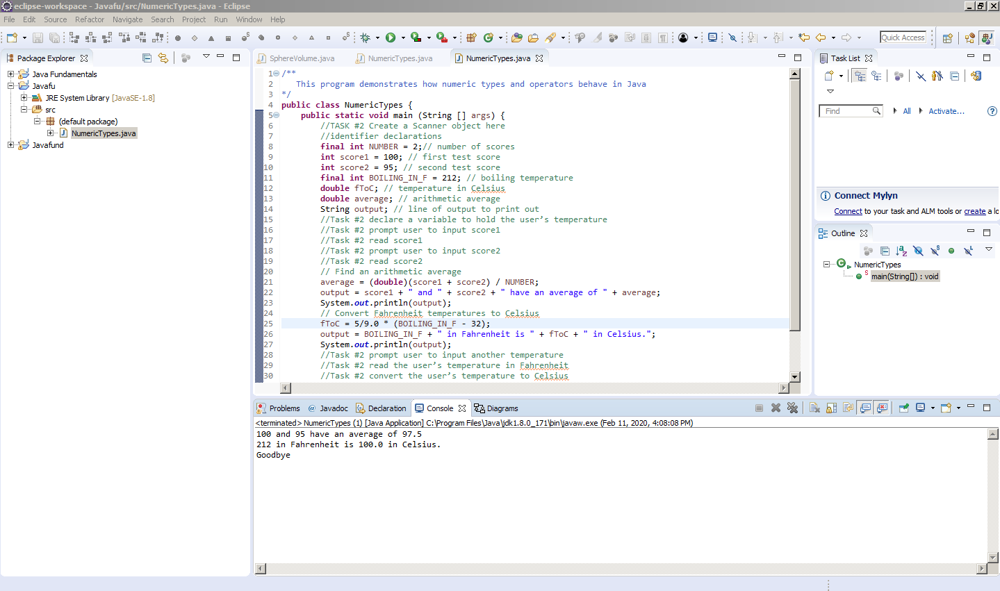 eclipse-workspace - Javafu/src/NumericTypes.java - Eclipse
File Edit Source Refactor Navigate Search Project Run Window Help
Quick Access
Package Explorer
Java Fundamentals
Javafu
JRE System Library [JavaSE-1.8]
src
(default package)
NumericTypes.java
Javafund
SphereVolume.java NumericTypes.java NumericTypes.java
1 /**
2 This program demonstrates how numeric types and operators behave in Java
3 */
4 public class NumericTypes {
5 public static void main (String [] args) {
6 //TASK #2 Create a Scanner object here
7 //identifier declarations
8 final int NUMBER = 2;// number of scores
9 int score1 = 100; // first test score
10 int score2 = 95; // second test score
11 final int BOILING_IN_F = 212; // boiling temperature
12 double fToC; // temperature in Celsius
13 double average; // arithmetic average
14 String output; // line of output to print out
15 //Task #2 declare a variable to hold the user’s temperature
16 //Task #2 prompt user to input score1
17 //Task #2 read score1
18 //Task #2 prompt user to input score2
19 //Task #2 read score2
20 // Find an arithmetic average
21 average = (double)(score1 + score2) / NUMBER;
22 output = score1 + " and " + score2 + " have an average of " + average;
23 System.out.println(output);
24 // Convert Fahrenheit temperatures to Celsius
25 fToC = 5/9.0 * (BOILING_IN_F - 32);
26 output = BOILING_IN_F + " in Fahrenheit is " + fToC + " in Celsius.";
27 System.out.println(output);
28 //Task #2 prompt user to input another temperature
29 //Task #2 read the user’s temperature in Fahrenheit
30 //Task #2 convert the user’s temperature to Celsius
Task List
Find All Activate...
Connect Mylyn
Connect to your task and ALM tools or create a lo
Outline
NumericTypes
main(String[]) : void
Problems @ Javadoc Declaration Console Diagrams
<terminated> NumericTypes (1) [Java Application] C:\Program Files\Java\jdk1.8.0_171\bin\javaw.exe (Feb 11, 2020, 4:08:08 PM)
100 and 95 have an average of 97.5
212 in Fahrenheit is 100.0 in Celsius.
Goodbye